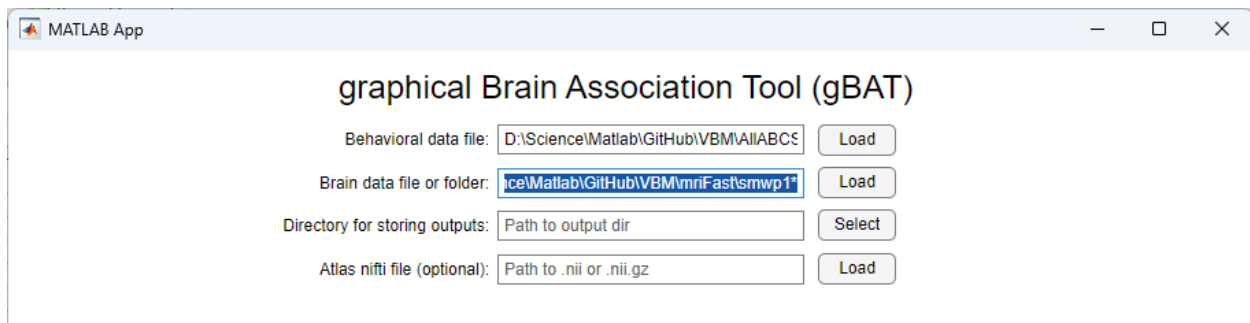 MATLAB App
graphical Brain Association Tool (gBAT)
Behavioral data file: D:\Science\Matlab\GitHub\VBM\AllABCS Load
Brain data file or folder: nce\Matlab\GitHub\VBM\mriFast\smwp1* Load
Directory for storing outputs: Path to output dir Select
Atlas nifti file (optional): Path to .nii or .nii.gz Load